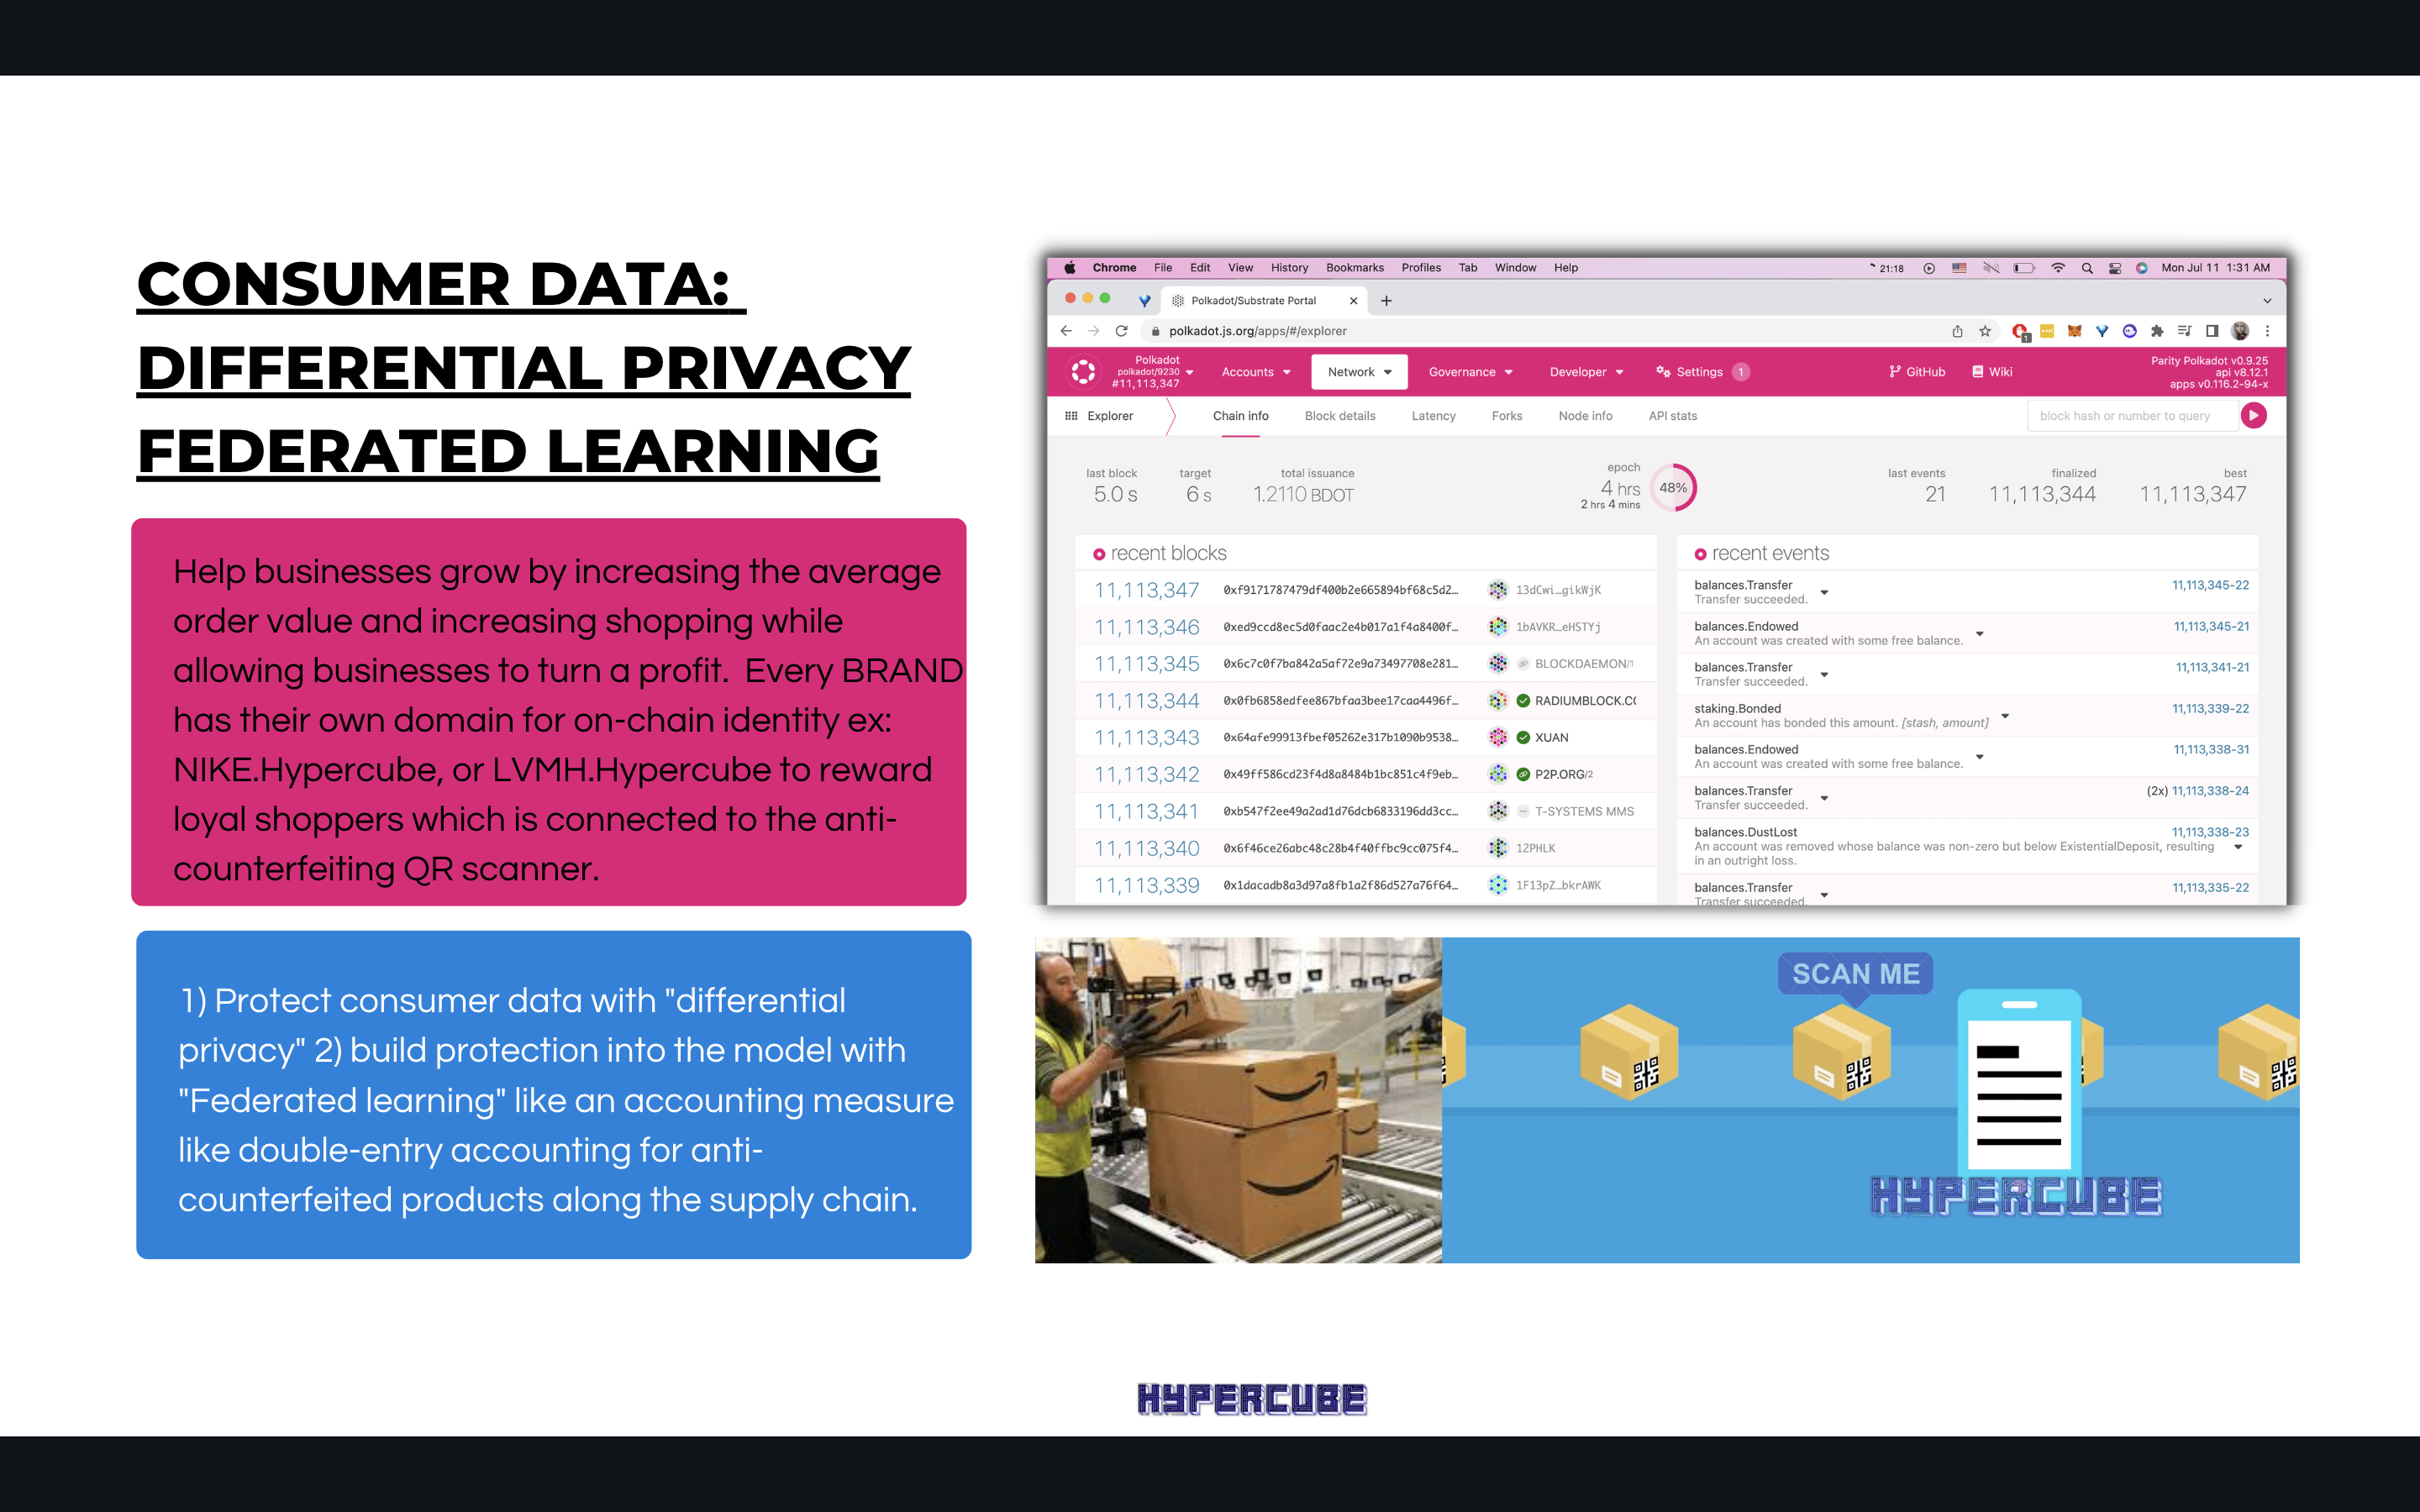 CONSUMER DATA:
DIFFERENTIAL PRIVACY
FEDERATED LEARNING
Help businesses grow by increasing the average
order value and increasing shopping while
allowing businesses to turn a profit.  Every BRAND
has their own domain for on-chain identity ex:
NIKE.Hypercube, or LVMH.Hypercube to reward
loyal shoppers which is connected to the anti-
counterfeiting QR scanner.
1) Protect consumer data with "differential
privacy" 2) build protection into the model with
"Federated learning" like an accounting measure
like double-entry accounting for anti-
counterfeited products along the supply chain.
Chrome File Edit View History Bookmarks Profiles Tab Window Help 21:18 Mon Jul 11 1:31 AM
Polkadot/Substrate Portal
polkadot.js.org/apps/#/explorer
Polkadot
polkadot/9230
#11,113,347
Accounts Network Governance Developer Settings 1 GitHub Wiki
Parity Polkadot v0.9.25
api v8.12.1
apps v0.116.2-94-x
Explorer Chain info Block details Latency Forks Node info API stats block hash or number to query
last block target total issuance epoch last events finalized best
5.0 s 6 s 1.2110 BDOT 4 hrs 48% 21 11,113,344 11,113,347
2 hrs 4 mins
recent blocks
11,113,347 0xf9171787479df400b2e665894bf68c5d2… 13dCwi…gikWjK
11,113,346 0xed9ccd8ec5d0faac2e4b017a1f4a8400f… 1bAVKR…eHSTYj
11,113,345 0x6c7c0f7ba842a5af72e9a73497708e281… BLOCKDAEMON/1
11,113,344 0x0fb6858edfee867bfaa3bee17caa4496f… RADIUMBLOCK.C
11,113,343 0x64afe99913fbef05262e317b1090b9538… XUAN
11,113,342 0x49ff586cd23f4d8a8484b1bc851c4f9eb… P2P.ORG/2
11,113,341 0xb547f2ee49a2ad1d76dcb6833196dd3cc… T-SYSTEMS MMS
11,113,340 0x6f46ce26abc48c28b4f40ffbc9cc075f4… 12PHLK
11,113,339 0x1dacadb8a3d97a8fb1a2f86d527a76f64… 1F13pZ…bkrAWK
recent events
balances.Transfer 11,113,345-22
Transfer succeeded.
balances.Endowed 11,113,345-21
An account was created with some free balance.
balances.Transfer 11,113,341-21
Transfer succeeded.
staking.Bonded 11,113,339-22
An account has bonded this amount. [stash, amount]
balances.Endowed 11,113,338-31
An account was created with some free balance.
balances.Transfer (2x) 11,113,338-24
Transfer succeeded.
balances.DustLost 11,113,338-23
An account was removed whose balance was non-zero but below ExistentialDeposit, resulting
in an outright loss.
balances.Transfer 11,113,335-22
Transfer succeeded.
SCAN ME
HYPERCUBE
HYPERCUBE